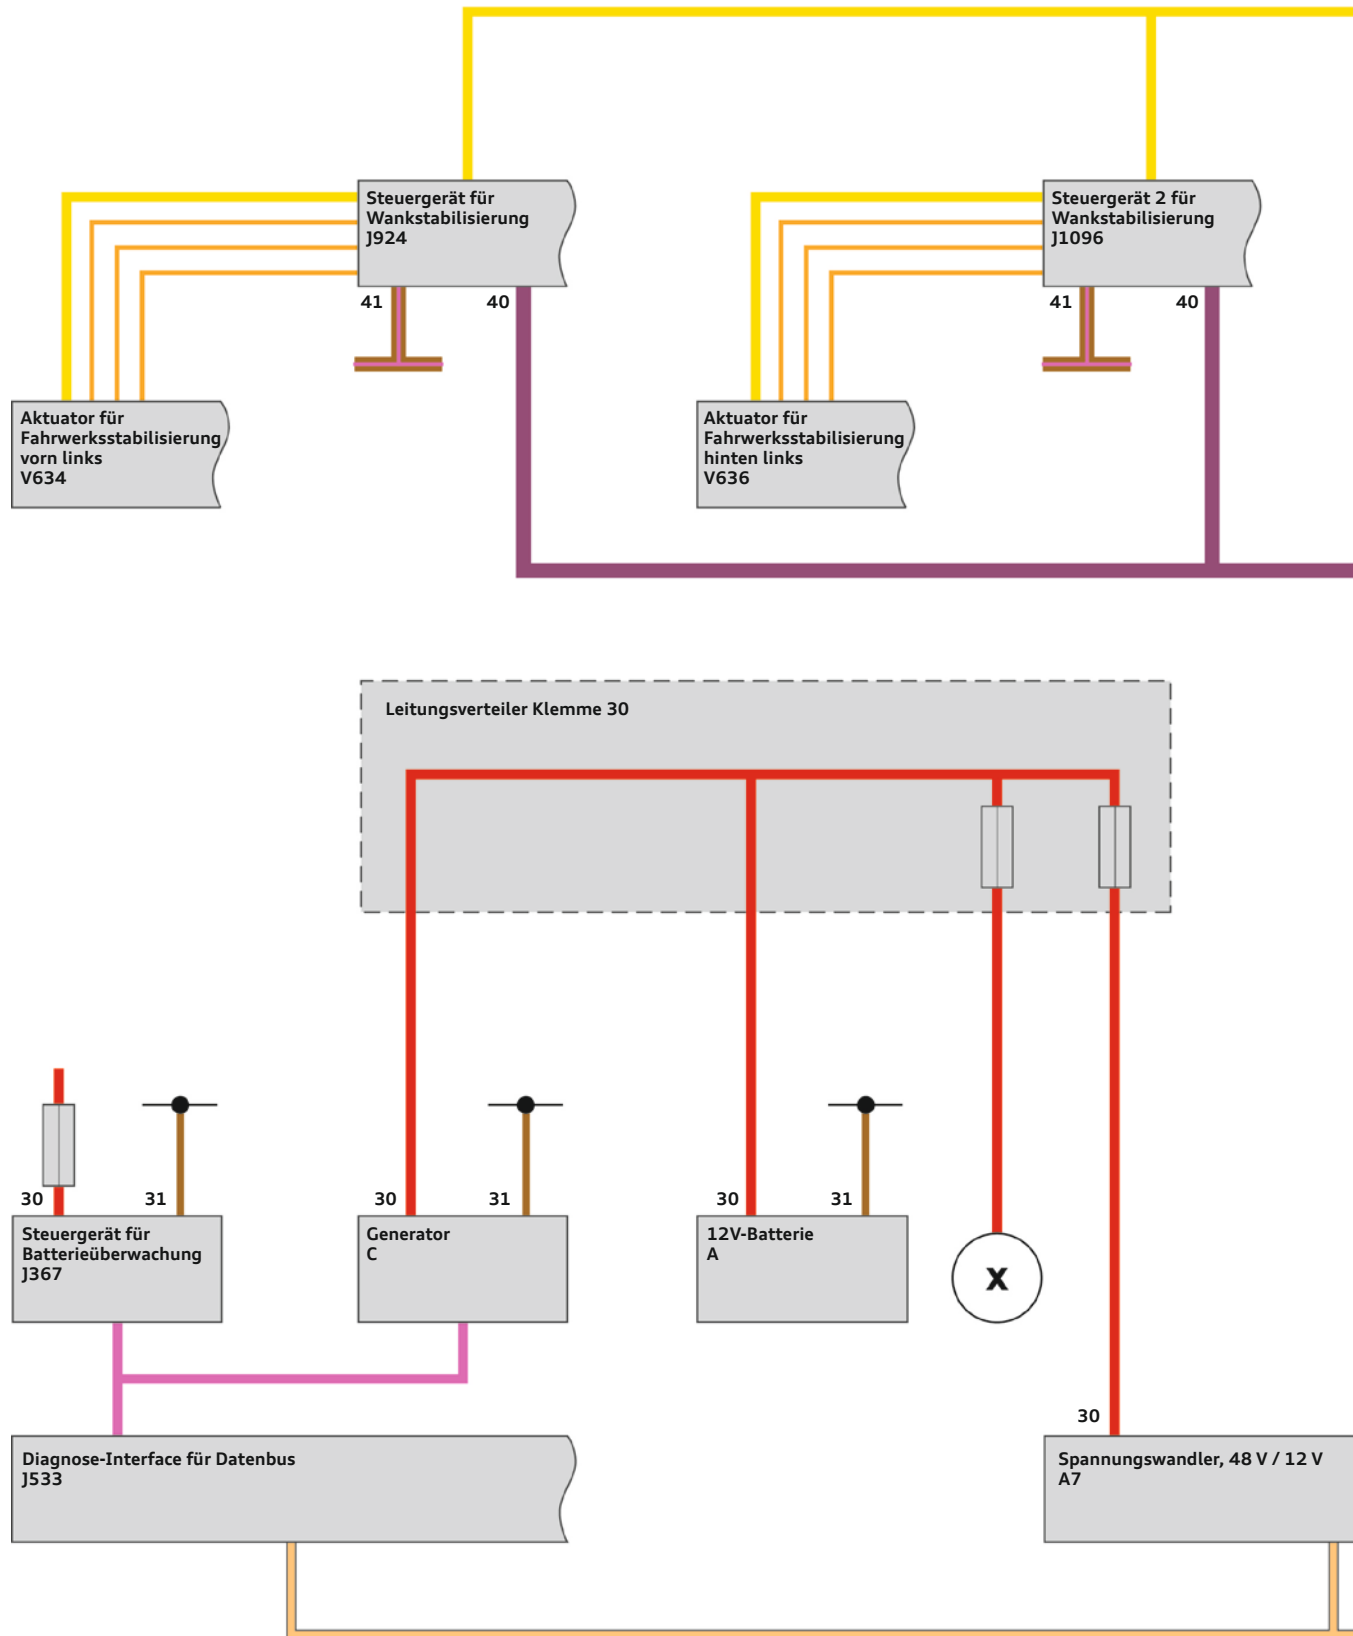 Steuergerät für
Wankstabilisierung
J924
Steuergerät 2 für
Wankstabilisierung
J1096
41
40
41
40
Aktuator für
Fahrwerksstabilisierung
vorn links
V634
Aktuator für
Fahrwerksstabilisierung
hinten links
V636
Leitungsverteiler Klemme 30
30
31
30
31
30
31
Steuergerät für
Batterieüberwachung
J367
Generator
C
12V-Batterie
A
X
30
Diagnose-Interface für Datenbus
J533
Spannungswandler, 48 V / 12 V
A7